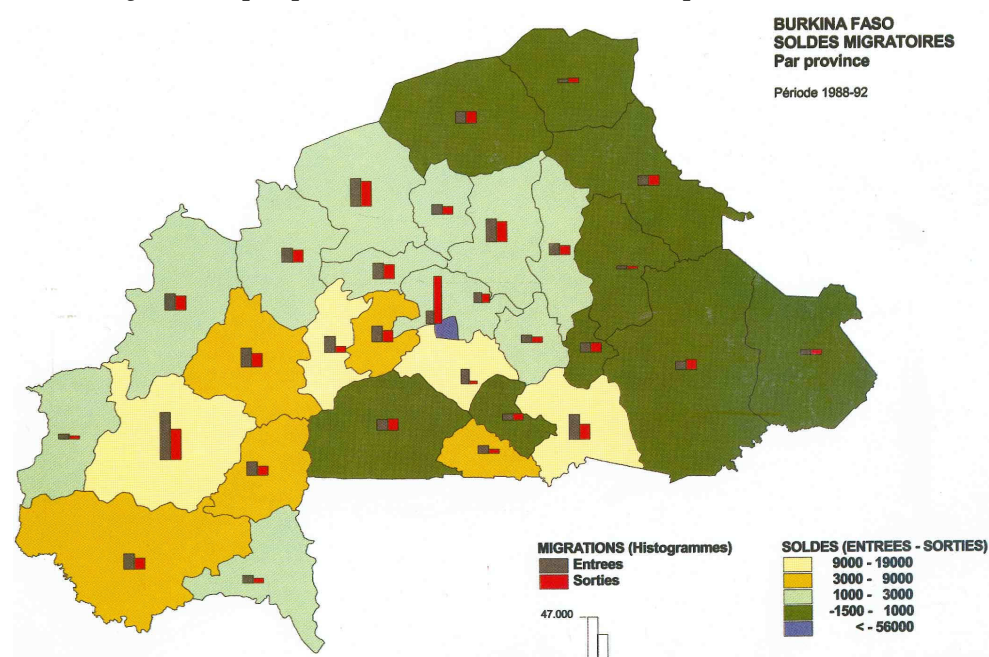 BURKINA FASO
SOLDES MIGRATOIRES
Par province
Période 1988-92
MIGRATIONS (Histogrammes)
Entrees
Sorties
47.000
SOLDES (ENTREES - SORTIES)
9000 - 19000
3000 - 9000
1000 - 3000
-1500 - 1000
< - 56000